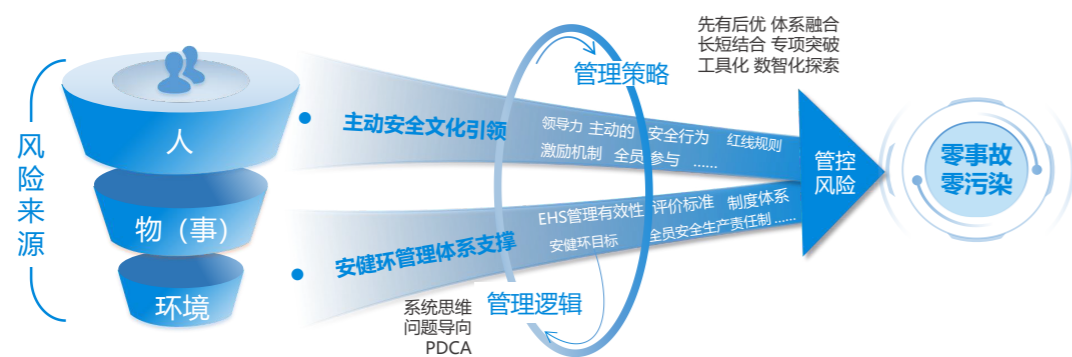 风险来源
人
物（事）
环境
主动安全文化引领
安健环管理体系支撑
管理策略
先有后优 体系融合
长短结合 专项突破
工具化 数智化探索
领导力 主动的 安全行为 红线规则
激励机制 全员参与 ......
EHS管理有效性 评价标准 制度体系
安健环目标 全员安全生产责任制......
管理逻辑
系统思维
问题导向
PDCA
管控
风险
零事故
零污染